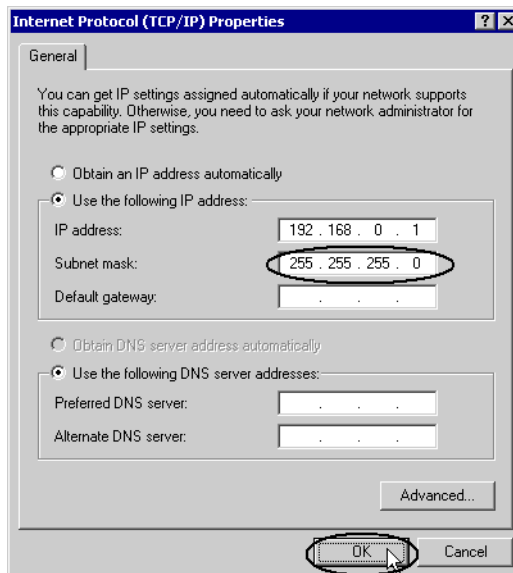 Internet Protocol (TCP/IP) Properties ? X
General
You can get IP settings assigned automatically if your network supports
this capability. Otherwise, you need to ask your network administrator for
the appropriate IP settings.
Obtain an IP address automatically
Use the following IP address:
IP address: 192 . 168 . 0 . 1
Subnet mask: 255 . 255 . 255 . 0
Default gateway: . . .
Obtain DNS server address automatically
Use the following DNS server addresses:
Preferred DNS server: . . .
Alternate DNS server: . . .
Advanced...
OK Cancel